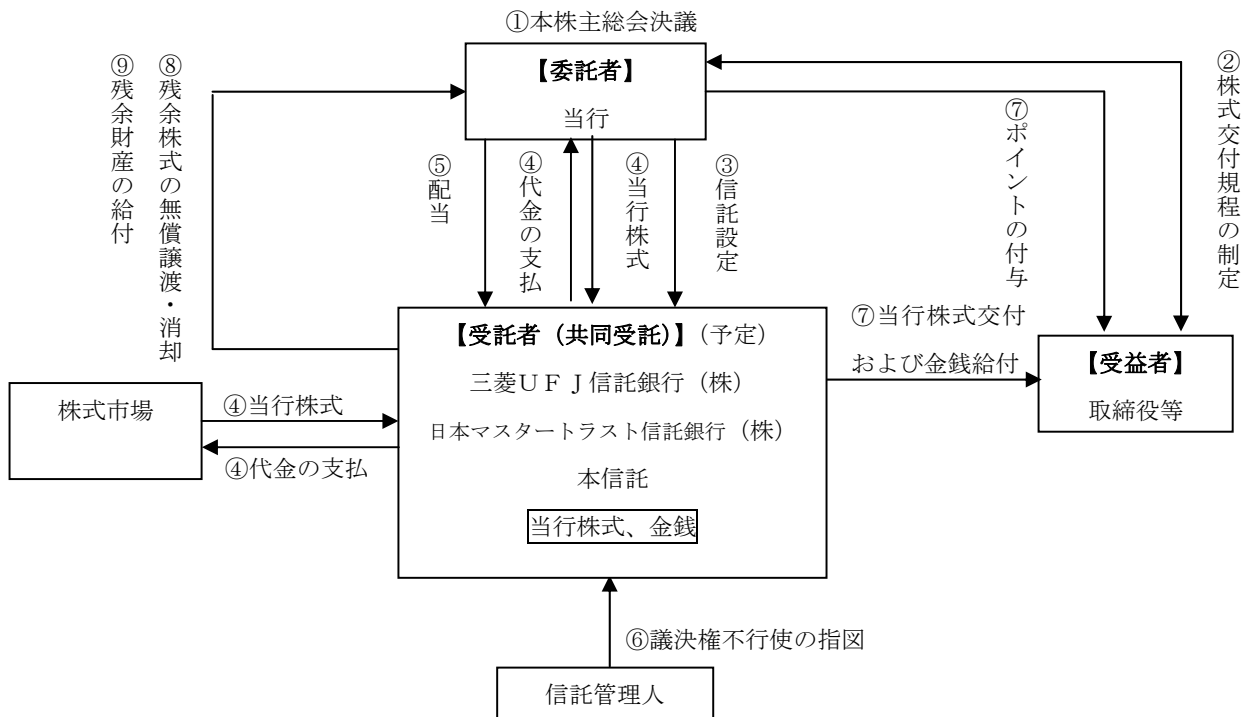 ①本株主総会決議
【委託者】
当行
⑨残余財産の給付
⑧残余株式の無償譲渡・消却
⑤配当
④代金の支払
④当行株式
③信託設定
⑦ポイントの付与
②株式交付規程の制定
【受託者（共同受託）】（予定）
三菱UFJ信託銀行（株）
日本マスタートラスト信託銀行（株）
本信託
当行株式、金銭
⑦当行株式交付
および金銭給付
【受益者】
取締役等
株式市場
④当行株式
④代金の支払
⑥議決権不行使の指図
信託管理人